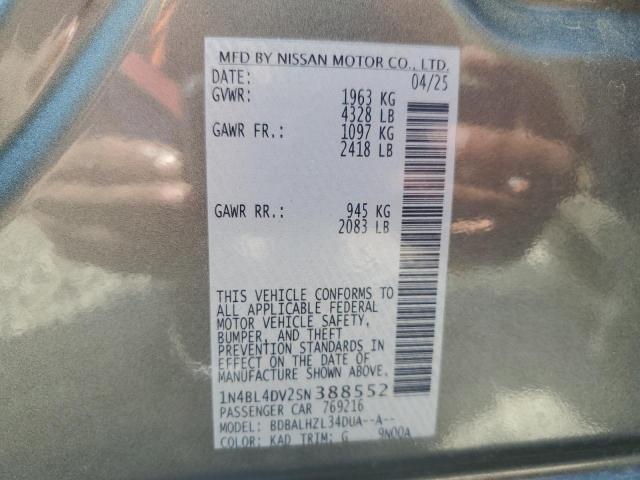 MFD BY NISSAN MOTOR CO., LTD.
DATE: 04/25
GVWR: 1963 KG
4328 LB
GAWR FR.: 1097 KG
2418 LB
GAWR RR.: 945 KG
2083 LB
THIS VEHICLE CONFORMS TO
ALL APPLICABLE FEDERAL
MOTOR VEHICLE SAFETY,
BUMPER, AND THEFT
PREVENTION STANDARDS IN
EFFECT ON THE DATE OF
MANUFACTURE SHOWN ABOVE.
1N4BL4DV2SN388552
PASSENGER CAR 769216
MODEL: BDBALHZL34DUA--A--
COLOR: KAD TRIM: G 9N00A